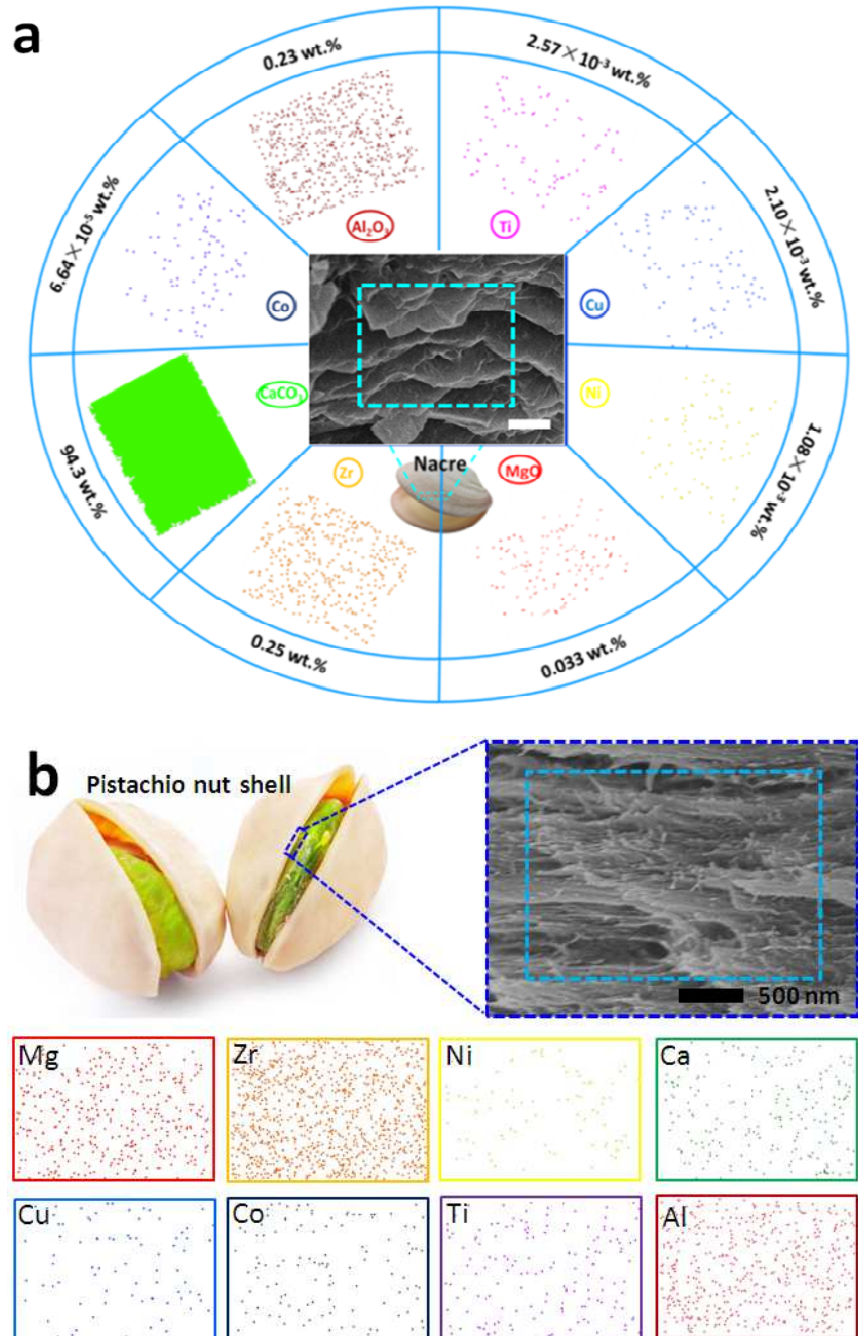 a
0.23 wt.%
2.57×10⁻³ wt.%
6.64×10⁻⁵ wt.%
2.10×10⁻³ wt.%
Al₂O₃
Ti
Co
Cu
CaCO₃
Ni
94.3 wt.%
1.08×10⁻³ wt.%
Zr
Nacre
MgO
0.25 wt.%
0.033 wt.%
b
Pistachio nut shell
500 nm
Mg
Zr
Ni
Ca
Cu
Co
Ti
Al